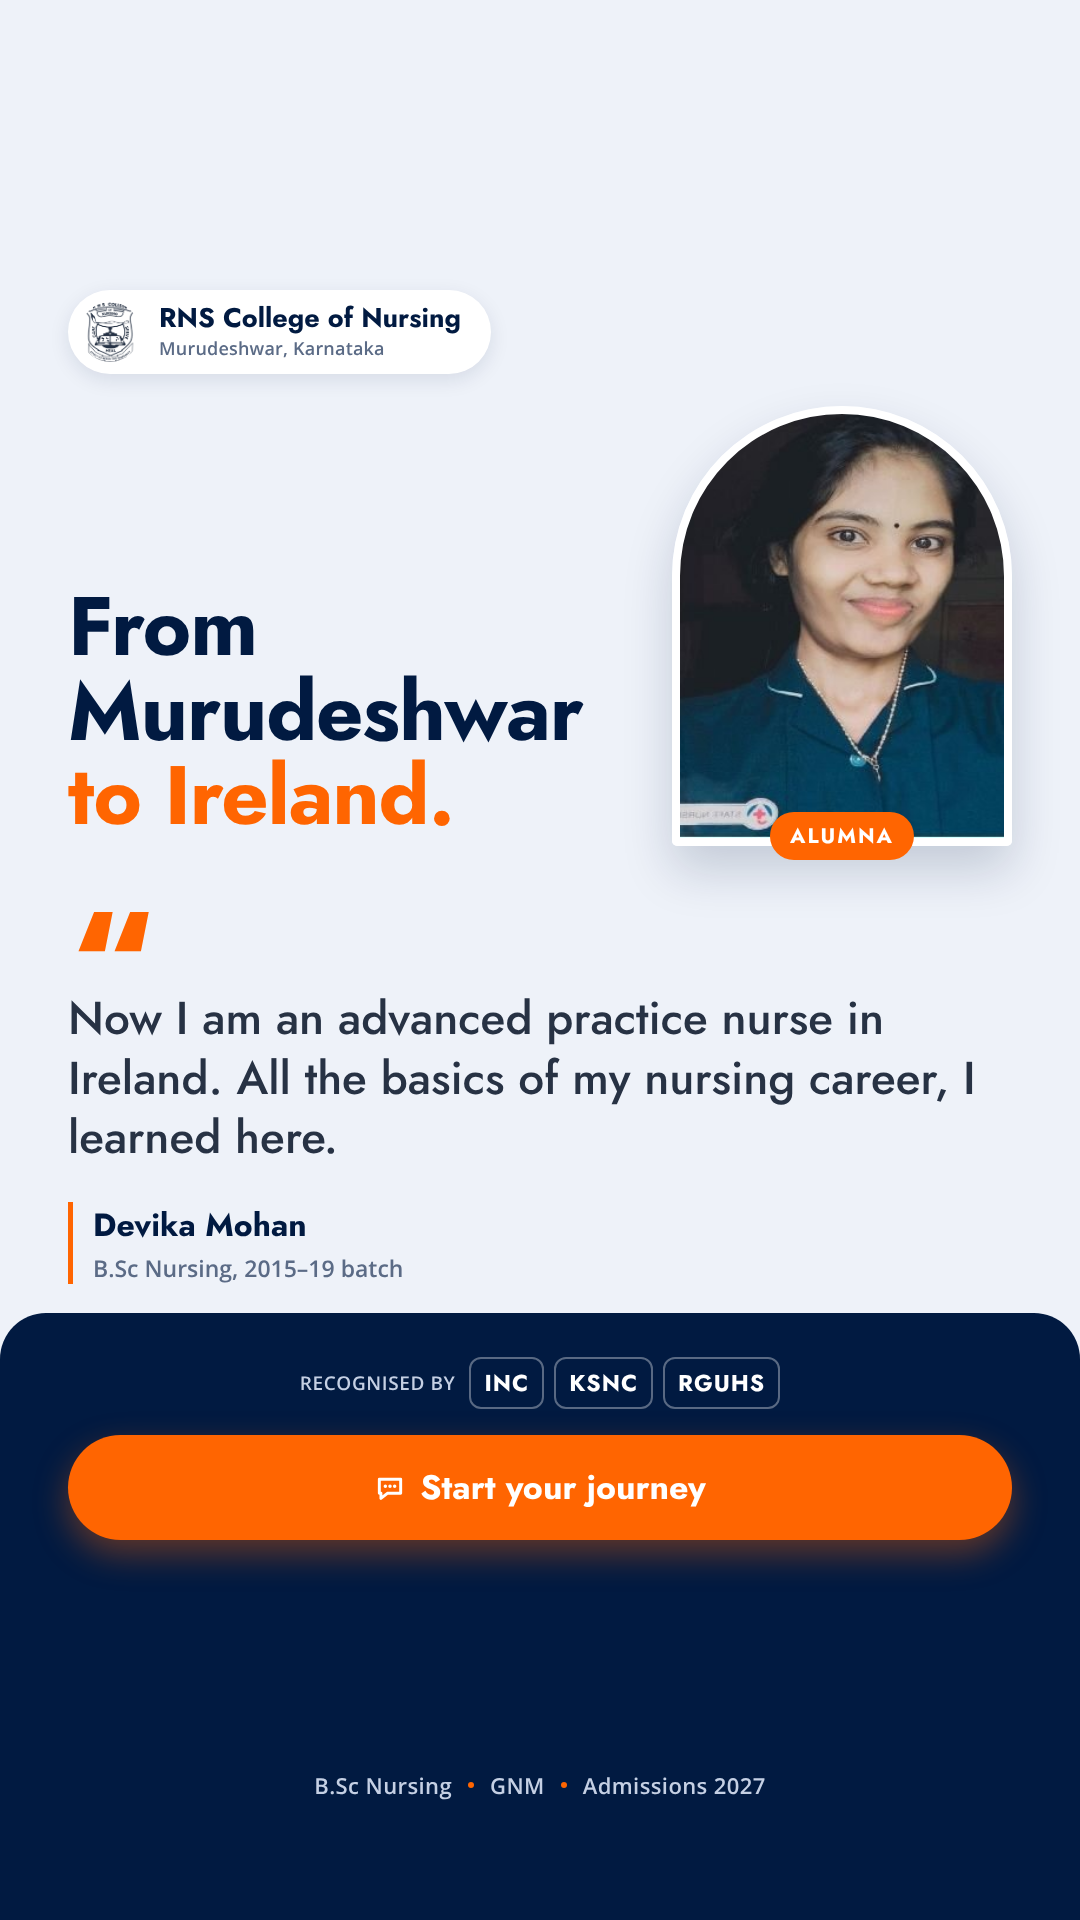 RNS College of Nursing
Murudeshwar, Karnataka
From
Murudeshwar
to Ireland.
ALUMNA
“
Now I am an advanced practice nurse in
Ireland. All the basics of my nursing career, I
learned here.
Devika Mohan
B.Sc Nursing, 2015–19 batch
RECOGNISED BY INC KSNC RGUHS
Start your journey
B.Sc Nursing • GNM • Admissions 2027